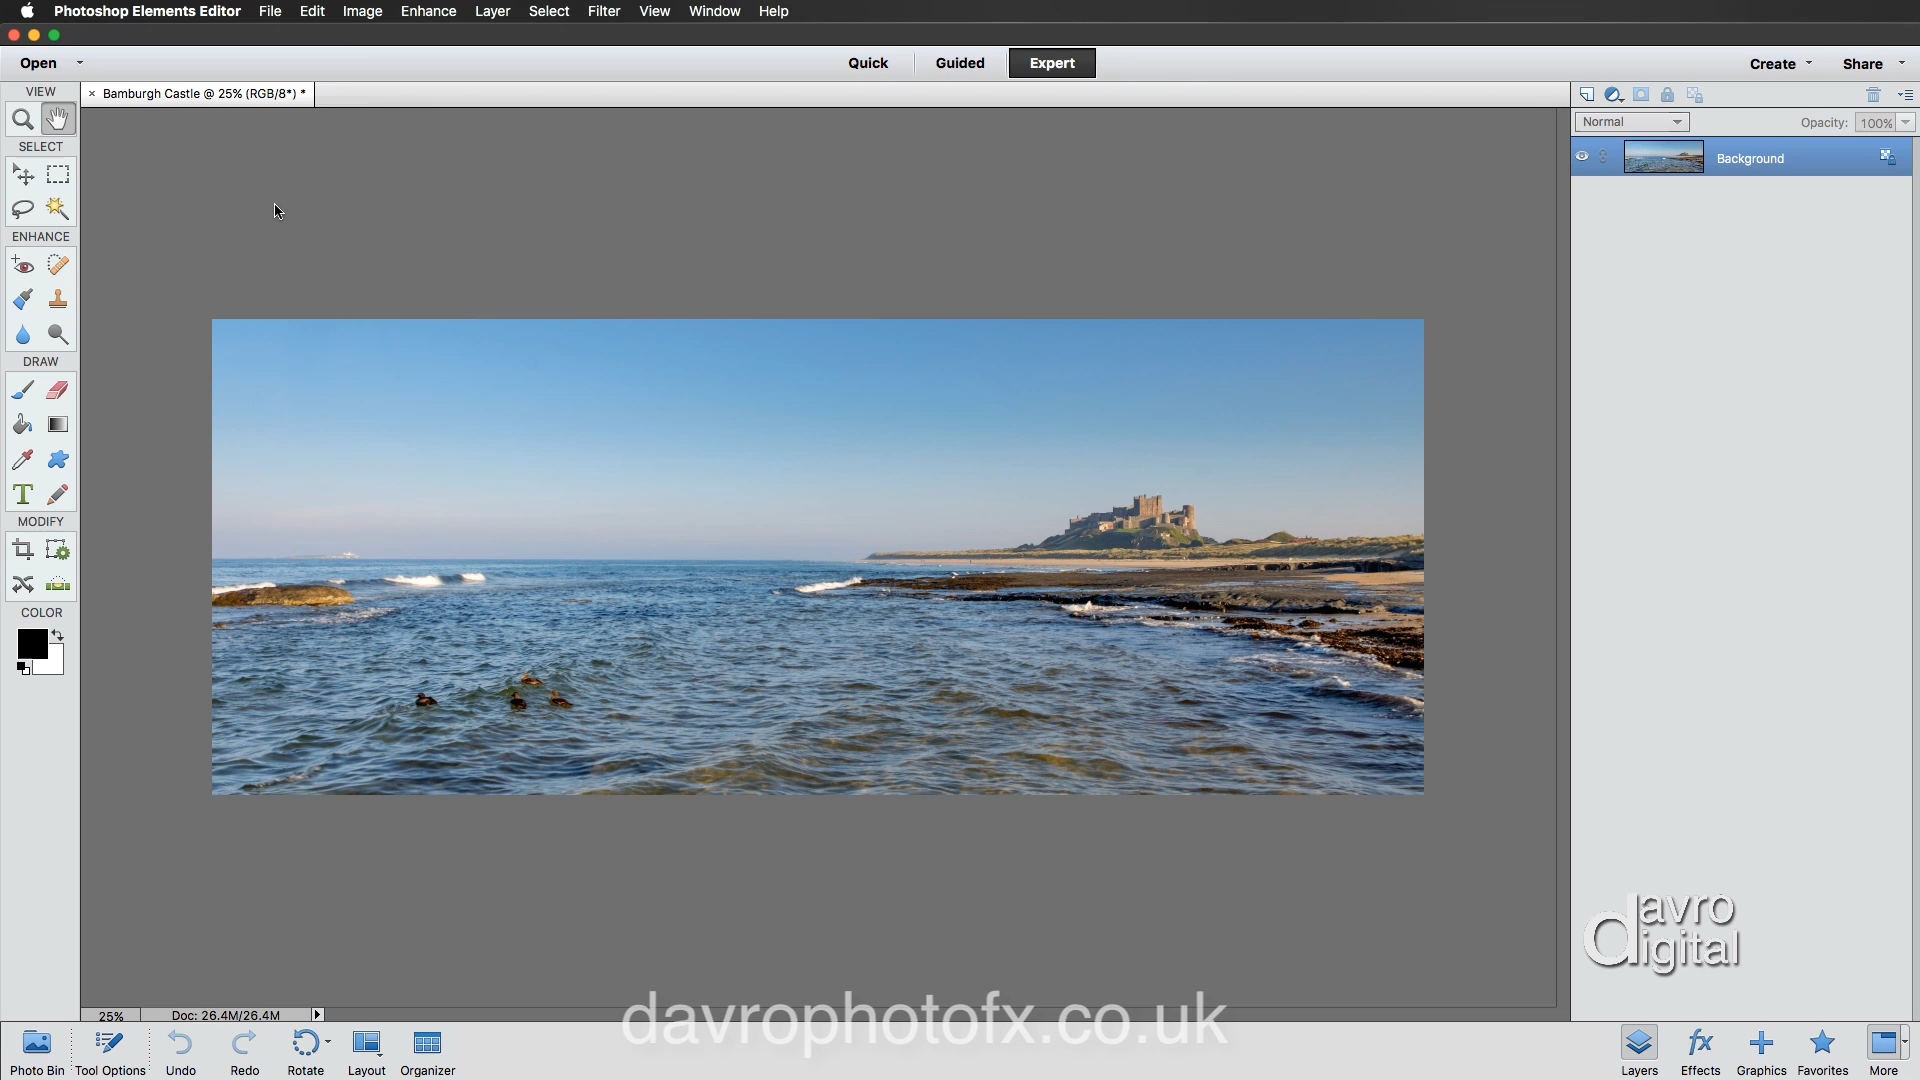 Photoshop Elements Editor File Edit Image Enhance Layer Select Filter View Window Help
Open Quick Guided Expert Create Share
VIEW
× Bamburgh Castle @ 25% (RGB/8*) *
Normal Opacity: 100%
SELECT
Background
ENHANCE
DRAW
T
MODIFY
COLOR
davro
digital
25% Doc: 26.4M/26.4M
davrophotofx.co.uk
fx
Photo Bin Tool Options Undo Redo Rotate Layout Organizer Layers Effects Graphics Favorites More